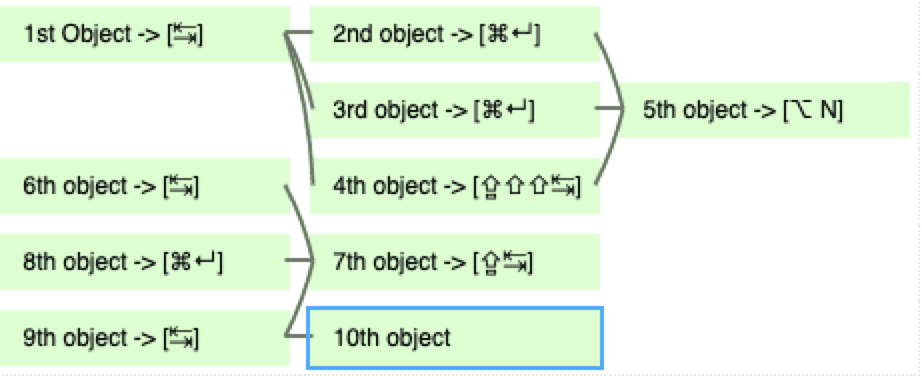 1st Object -> [↹]
2nd object -> [⌘↵]
3rd object -> [⌘↵]
5th object -> [⌥ N]
6th object -> [↹]
4th object -> [⇪⇧⇧↹]
8th object -> [⌘↵]
7th object -> [⇪↹]
9th object -> [↹]
10th object